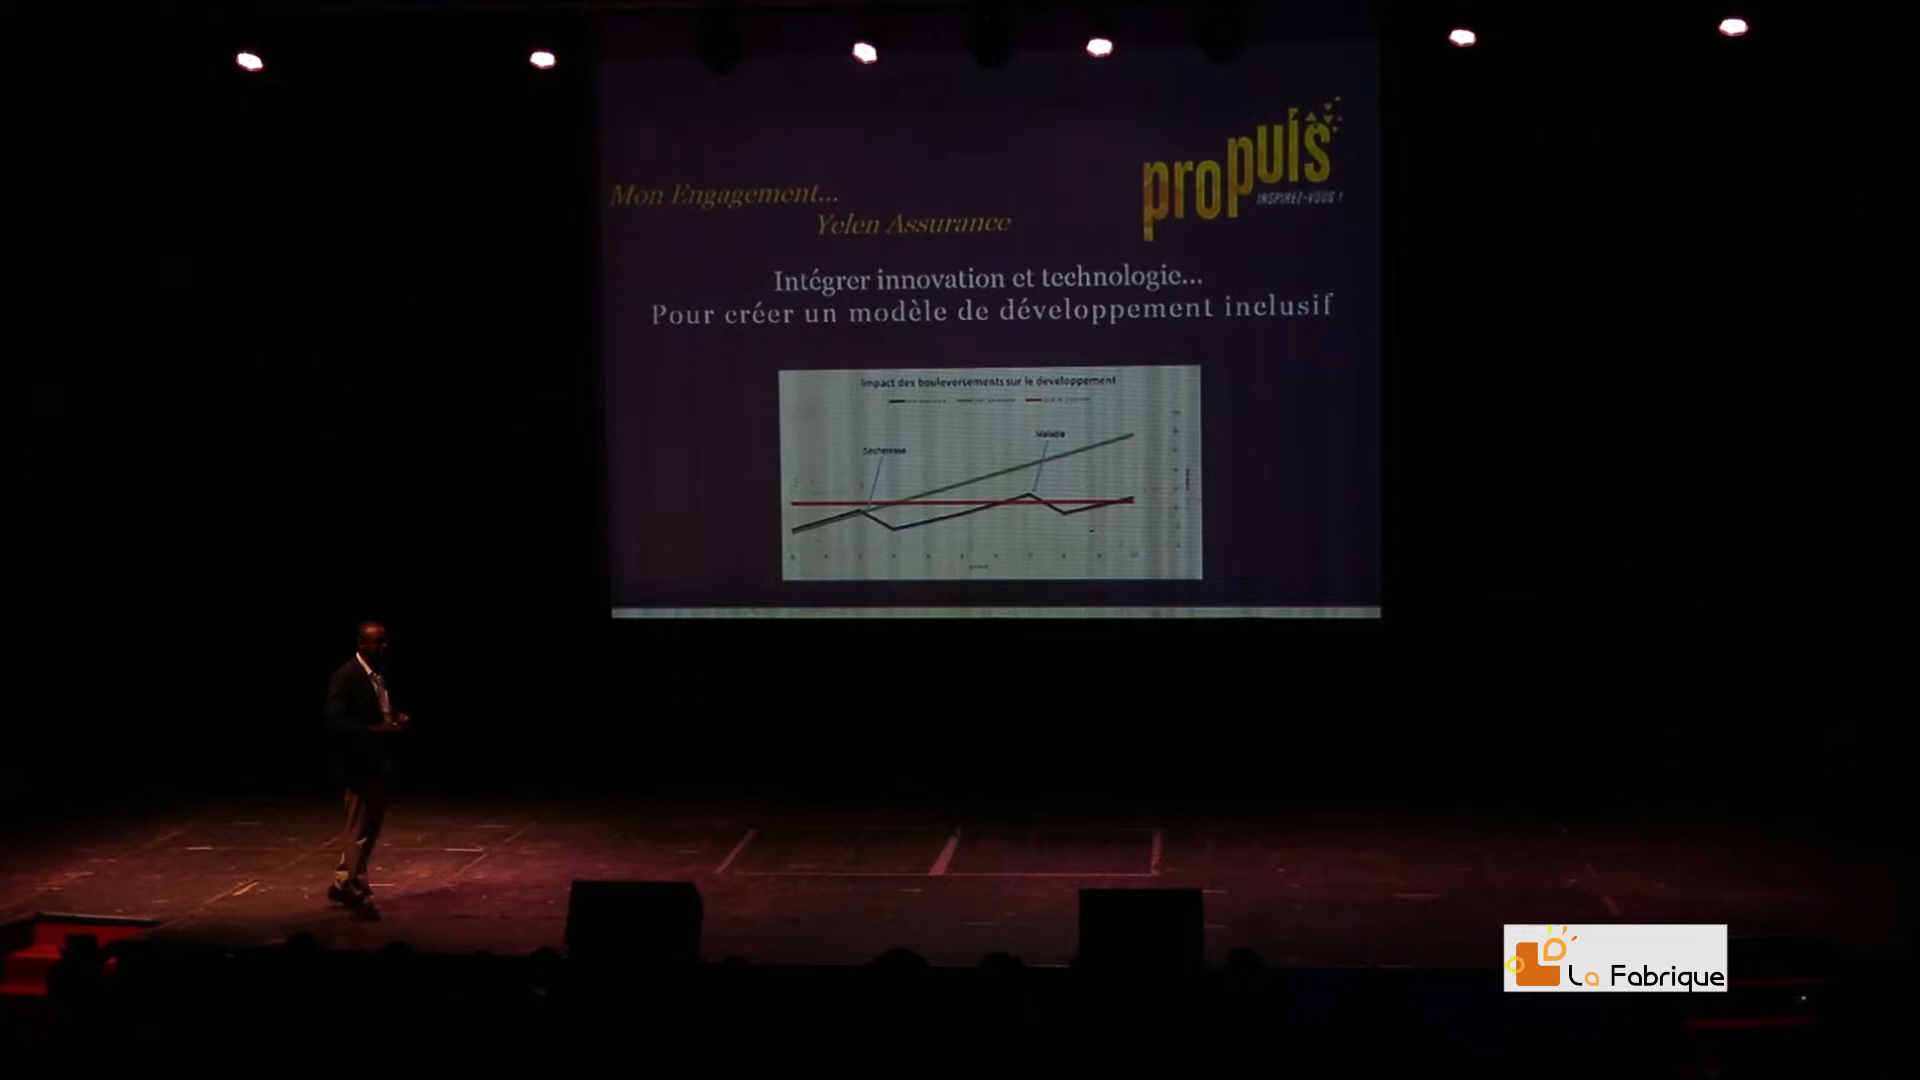 propuls
INSPIREZ-VOUS !
Mon Engagement...
Yelen Assurance
Intégrer innovation et technologie...
Pour créer un modèle de développement inclusif
Impact des bouleversements sur le developpement
Maladie
Secheresse
La Fabrique